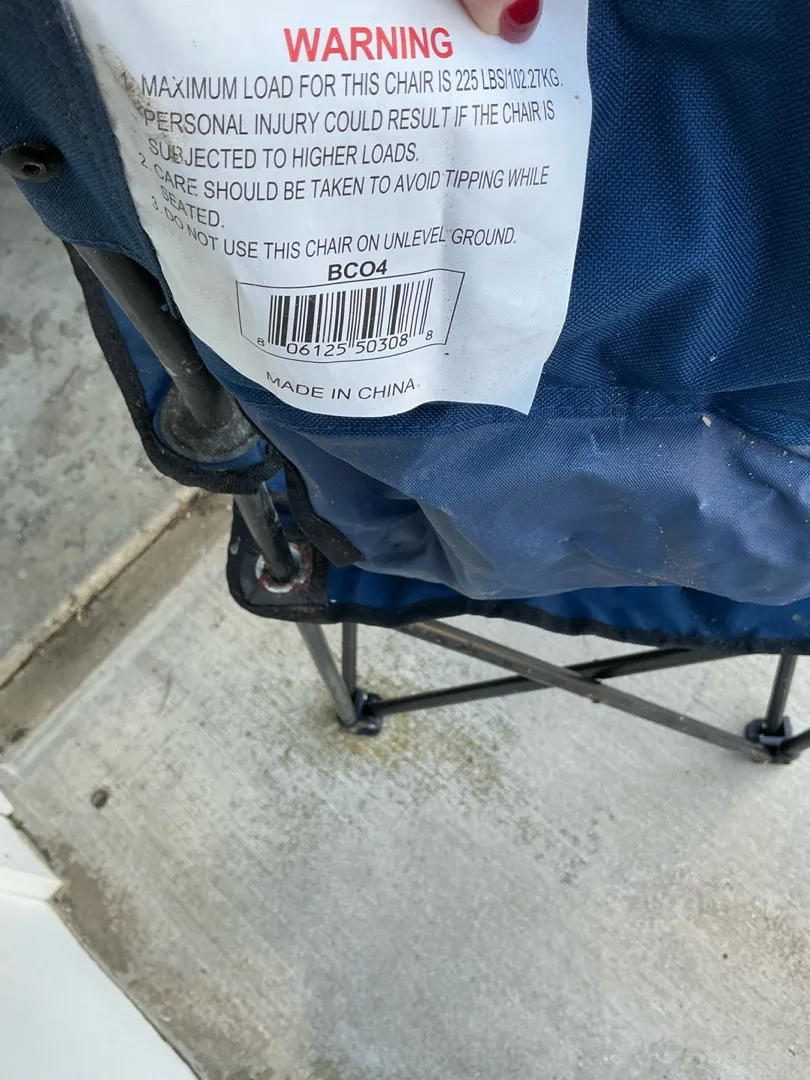 WARNING
1. MAXIMUM LOAD FOR THIS CHAIR IS 225 LBS/102.27KG.
PERSONAL INJURY COULD RESULT IF THE CHAIR IS
SUBJECTED TO HIGHER LOADS.
2. CARE SHOULD BE TAKEN TO AVOID TIPPING WHILE
SEATED.
3. DO NOT USE THIS CHAIR ON UNLEVEL GROUND.
BCO4
8 06125 50308 8
MADE IN CHINA.